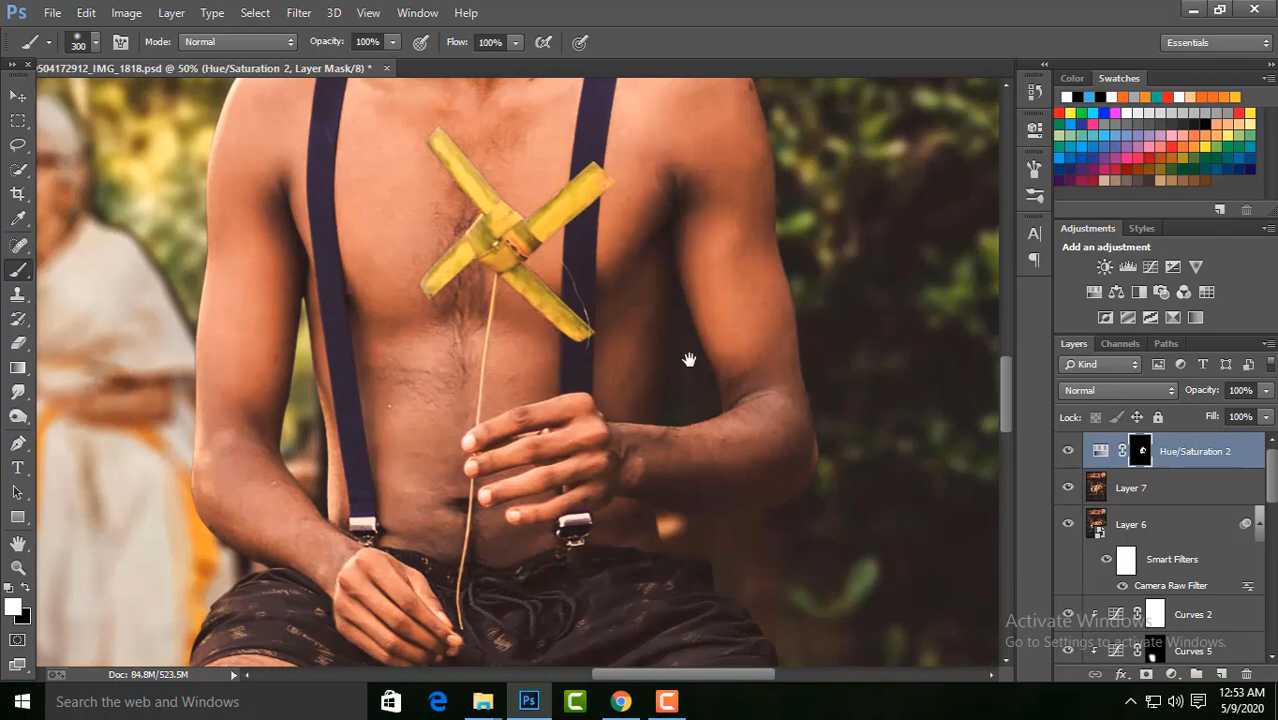 Ps File Edit Image Layer Type Select Filter 3D View Window Help
300 Mode: Normal Opacity: 100% Flow: 100% Essentials
504172912_IMG_1818.psd @ 50% (Hue/Saturation 2, Layer Mask/8) * ×
Color Swatches
Adjustments Styles
Add an adjustment
Layers Channels Paths
Kind
Normal Opacity: 100%
Lock: Fill: 100%
Hue/Saturation 2
Layer 7
Layer 6
Smart Filters
Camera Raw Filter
Curves 2
Curves 5
Activate Windows
Go to Settings to activate Windows.
Doc: 84.8M/523.5M
Search the web and Windows
12:53 AM
5/9/2020